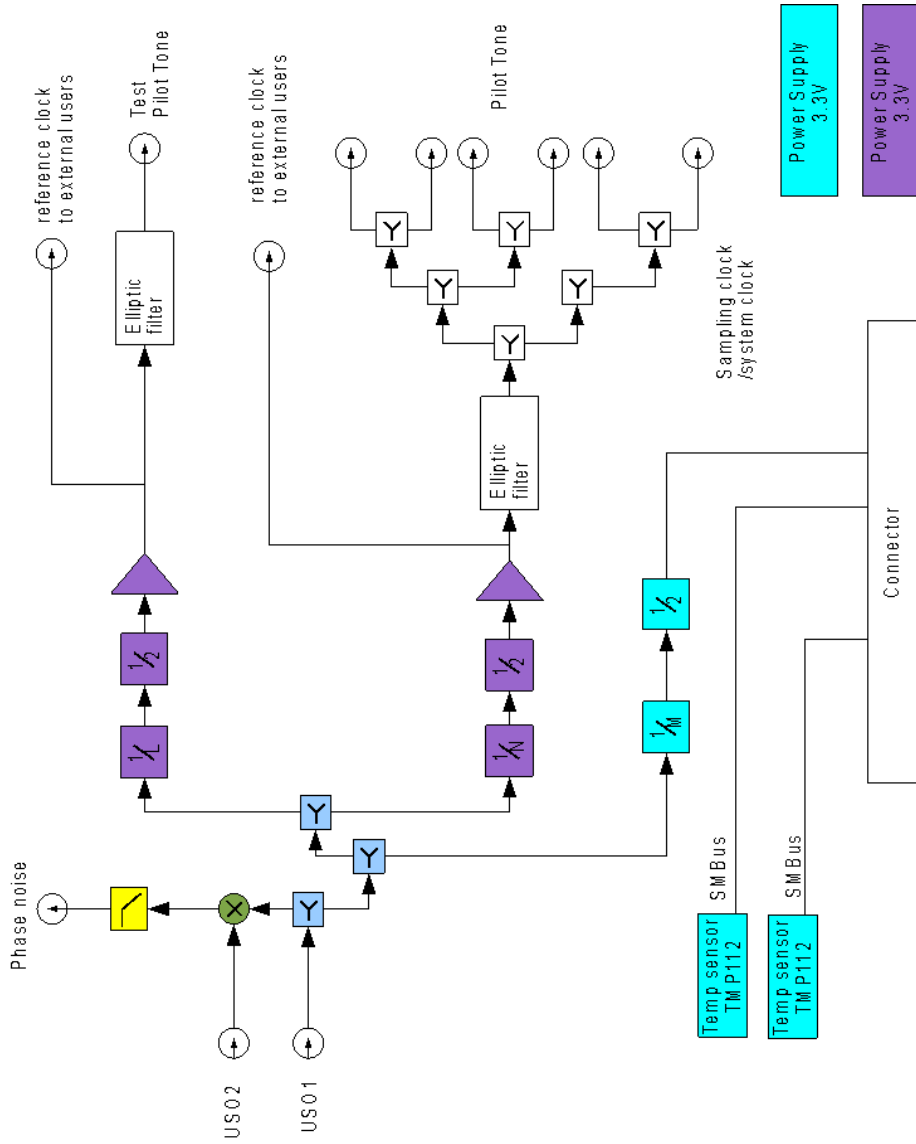 Phase noise
USO2
USO1
1/L
1/2
reference clock
to external users
Elliptic
filter
Test
Pilot Tone
1/N
1/2
reference clock
to external users
Elliptic
filter
Pilot Tone
1/M
1/2
Sampling clock
/system clock
Temp sensor
TMP112
SMBus
Temp sensor
TMP112
SMBus
Connector
Power Supply
3.3V
Power Supply
3.3V